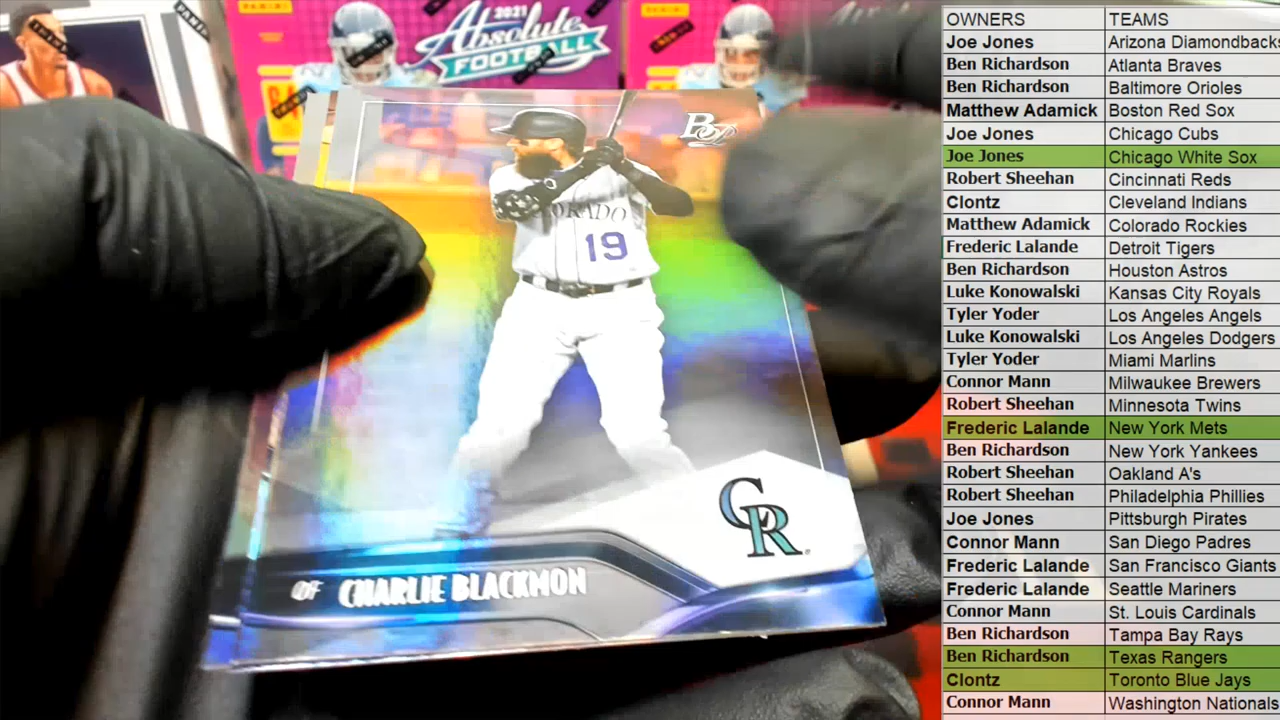 2021
Absolute
FOOTBALL
PANINI
ORADO
19
CR
OF CHARLIE BLACKMON
OWNERS TEAMS
Joe Jones Arizona Diamondbacks
Ben Richardson Atlanta Braves
Ben Richardson Baltimore Orioles
Matthew Adamick Boston Red Sox
Joe Jones Chicago Cubs
Joe Jones Chicago White Sox
Robert Sheehan Cincinnati Reds
Clontz Cleveland Indians
Matthew Adamick Colorado Rockies
Frederic Lalande Detroit Tigers
Ben Richardson Houston Astros
Luke Konowalski Kansas City Royals
Tyler Yoder Los Angeles Angels
Luke Konowalski Los Angeles Dodgers
Tyler Yoder Miami Marlins
Connor Mann Milwaukee Brewers
Robert Sheehan Minnesota Twins
Frederic Lalande New York Mets
Ben Richardson New York Yankees
Robert Sheehan Oakland A's
Robert Sheehan Philadelphia Phillies
Joe Jones Pittsburgh Pirates
Connor Mann San Diego Padres
Frederic Lalande San Francisco Giants
Frederic Lalande Seattle Mariners
Connor Mann St. Louis Cardinals
Ben Richardson Tampa Bay Rays
Ben Richardson Texas Rangers
Clontz Toronto Blue Jays
Connor Mann Washington Nationals